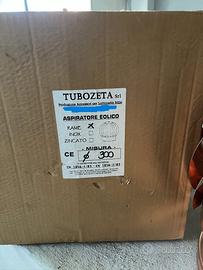 TUBOZETA Srl
ASPIRATORE EOLICO
RAME X
INOX
ZINCATO
MISURA
CE ø 300